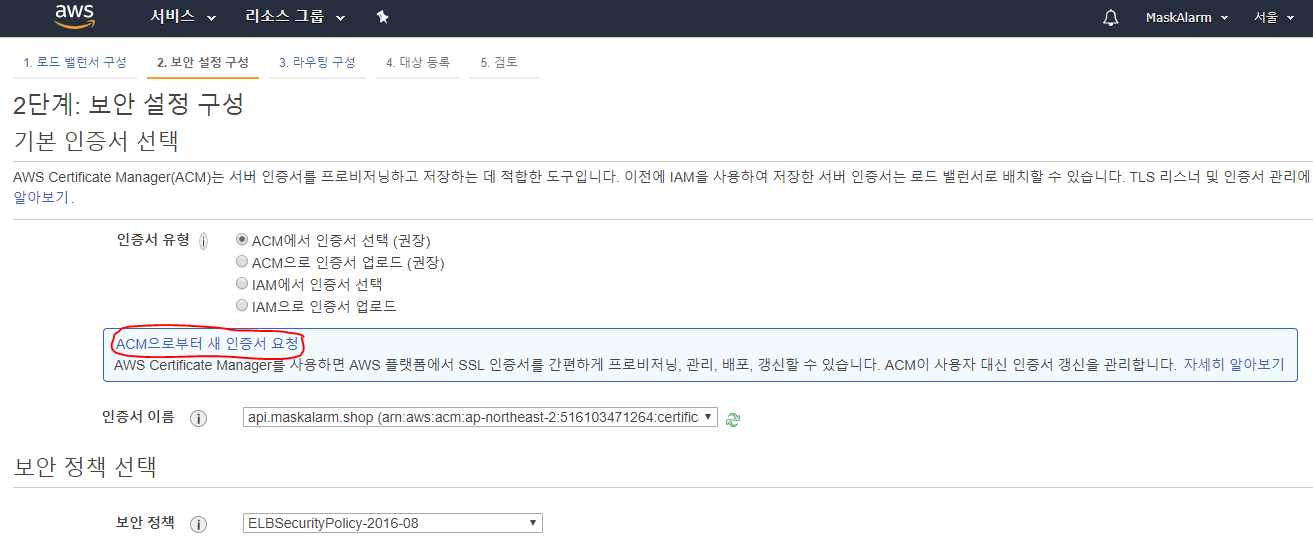 aws 서비스 리소스 그룹 MaskAlarm 서울
1. 로드 밸런서 구성 2. 보안 설정 구성 3. 라우팅 구성 4. 대상 등록 5. 검토
2단계: 보안 설정 구성
기본 인증서 선택
AWS Certificate Manager(ACM)는 서버 인증서를 프로비저닝하고 저장하는 데 적합한 도구입니다. 이전에 IAM을 사용하여 저장한 서버 인증서는 로드 밸런서로 배치할 수 있습니다. TLS 리스너 및 인증서 관리에
알아보기.
인증서 유형 i ACM에서 인증서 선택 (권장)
ACM으로 인증서 업로드 (권장)
IAM에서 인증서 선택
IAM으로 인증서 업로드
ACM으로부터 새 인증서 요청
AWS Certificate Manager를 사용하면 AWS 플랫폼에서 SSL 인증서를 간편하게 프로비저닝, 관리, 배포, 갱신할 수 있습니다. ACM이 사용자 대신 인증서 갱신을 관리합니다. 자세히 알아보기
인증서 이름 i api.maskalarm.shop (arn:aws:acm:ap-northeast-2:516103471264:certific
보안 정책 선택
보안 정책 i ELBSecurityPolicy-2016-08